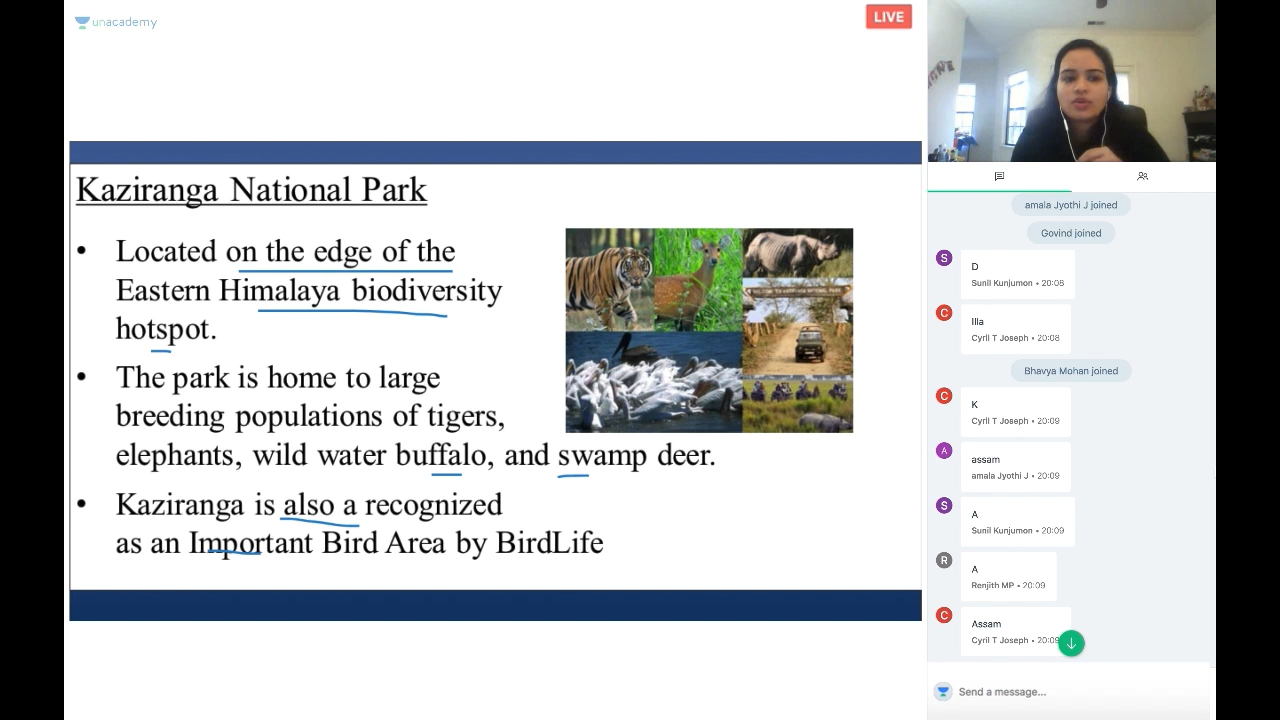 unacademy
LIVE
Kaziranga National Park
• Located on the edge of the
Eastern Himalaya biodiversity
hotspot.
• The park is home to large
breeding populations of tigers,
elephants, wild water buffalo, and swamp deer.
• Kaziranga is also a recognized
as an Important Bird Area by BirdLife
amala Jyothi J joined
Govind joined
S
D
Sunil Kunjumon • 20:08
C
Illa
Cyril T Joseph • 20:08
Bhavya Mohan joined
C
K
Cyril T Joseph • 20:09
A
assam
amala Jyothi J • 20:09
S
A
Sunil Kunjumon • 20:09
R
A
Renjith MP • 20:09
C
Assam
Cyril T Joseph • 20:09
Send a message...